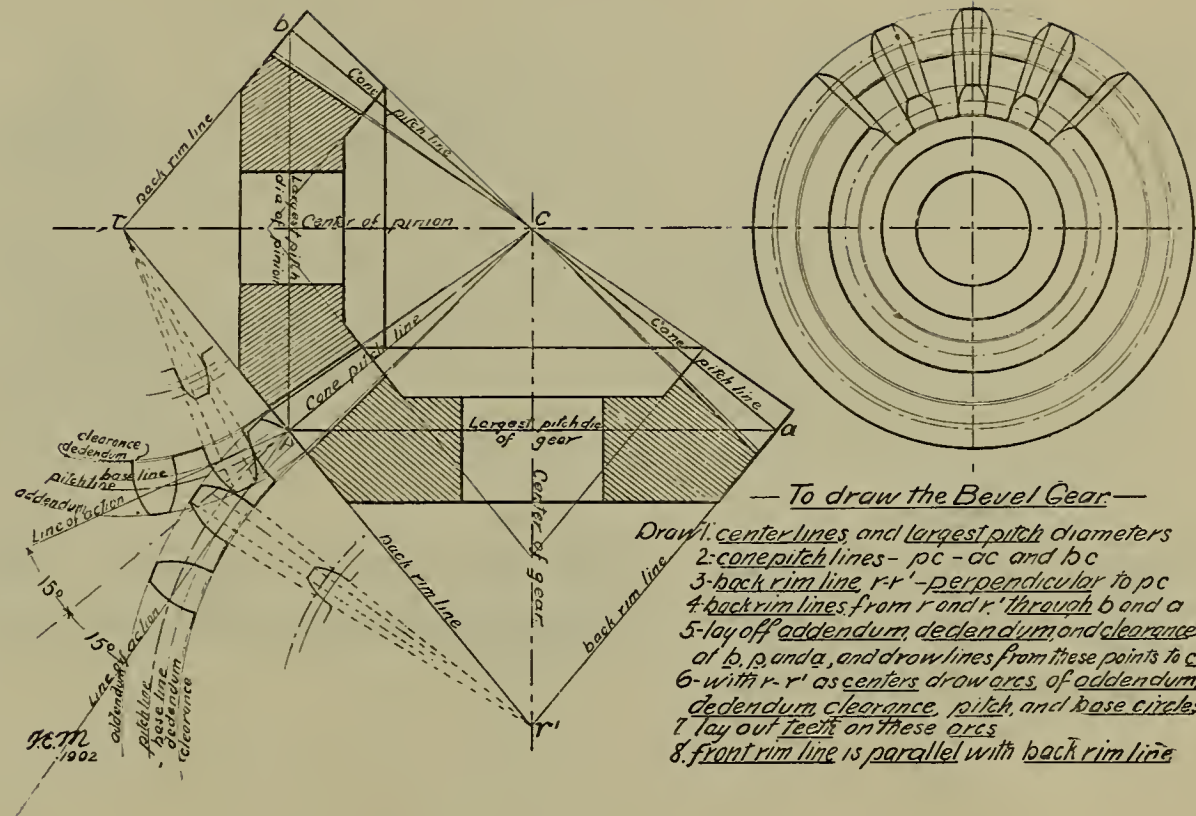 b
Cone pitch line
back rim line
r
Largest pitch
dia of pinion
Center of pinion
c
Cone pitch line
Cone pitch line
p
Largest pitch dia
of gear
a
Center of gear
back rim line
back rim line
r'
clearance
dedendum
base line
pitch line
addendum
Line of action
15°
15°
Line of action
addendum
pitch line
base line
dedendum
clearance
1902
— To draw the Bevel Gear —
Draw 1. center lines and largest pitch diameters
2- cone pitch lines - pc - ac and bc
3- back rim line, r-r' - perpendicular to pc
4- back rim lines, from r and r' through b and a
5- lay off addendum, dedendum, and clearance
at b, p, and a, and draw lines from these points to c
6- with r-r' as centers draw arcs, of addendum,
dedendum, clearance, pitch, and base circles
7 lay out teeth on these arcs
8. front rim line is parallel with back rim line